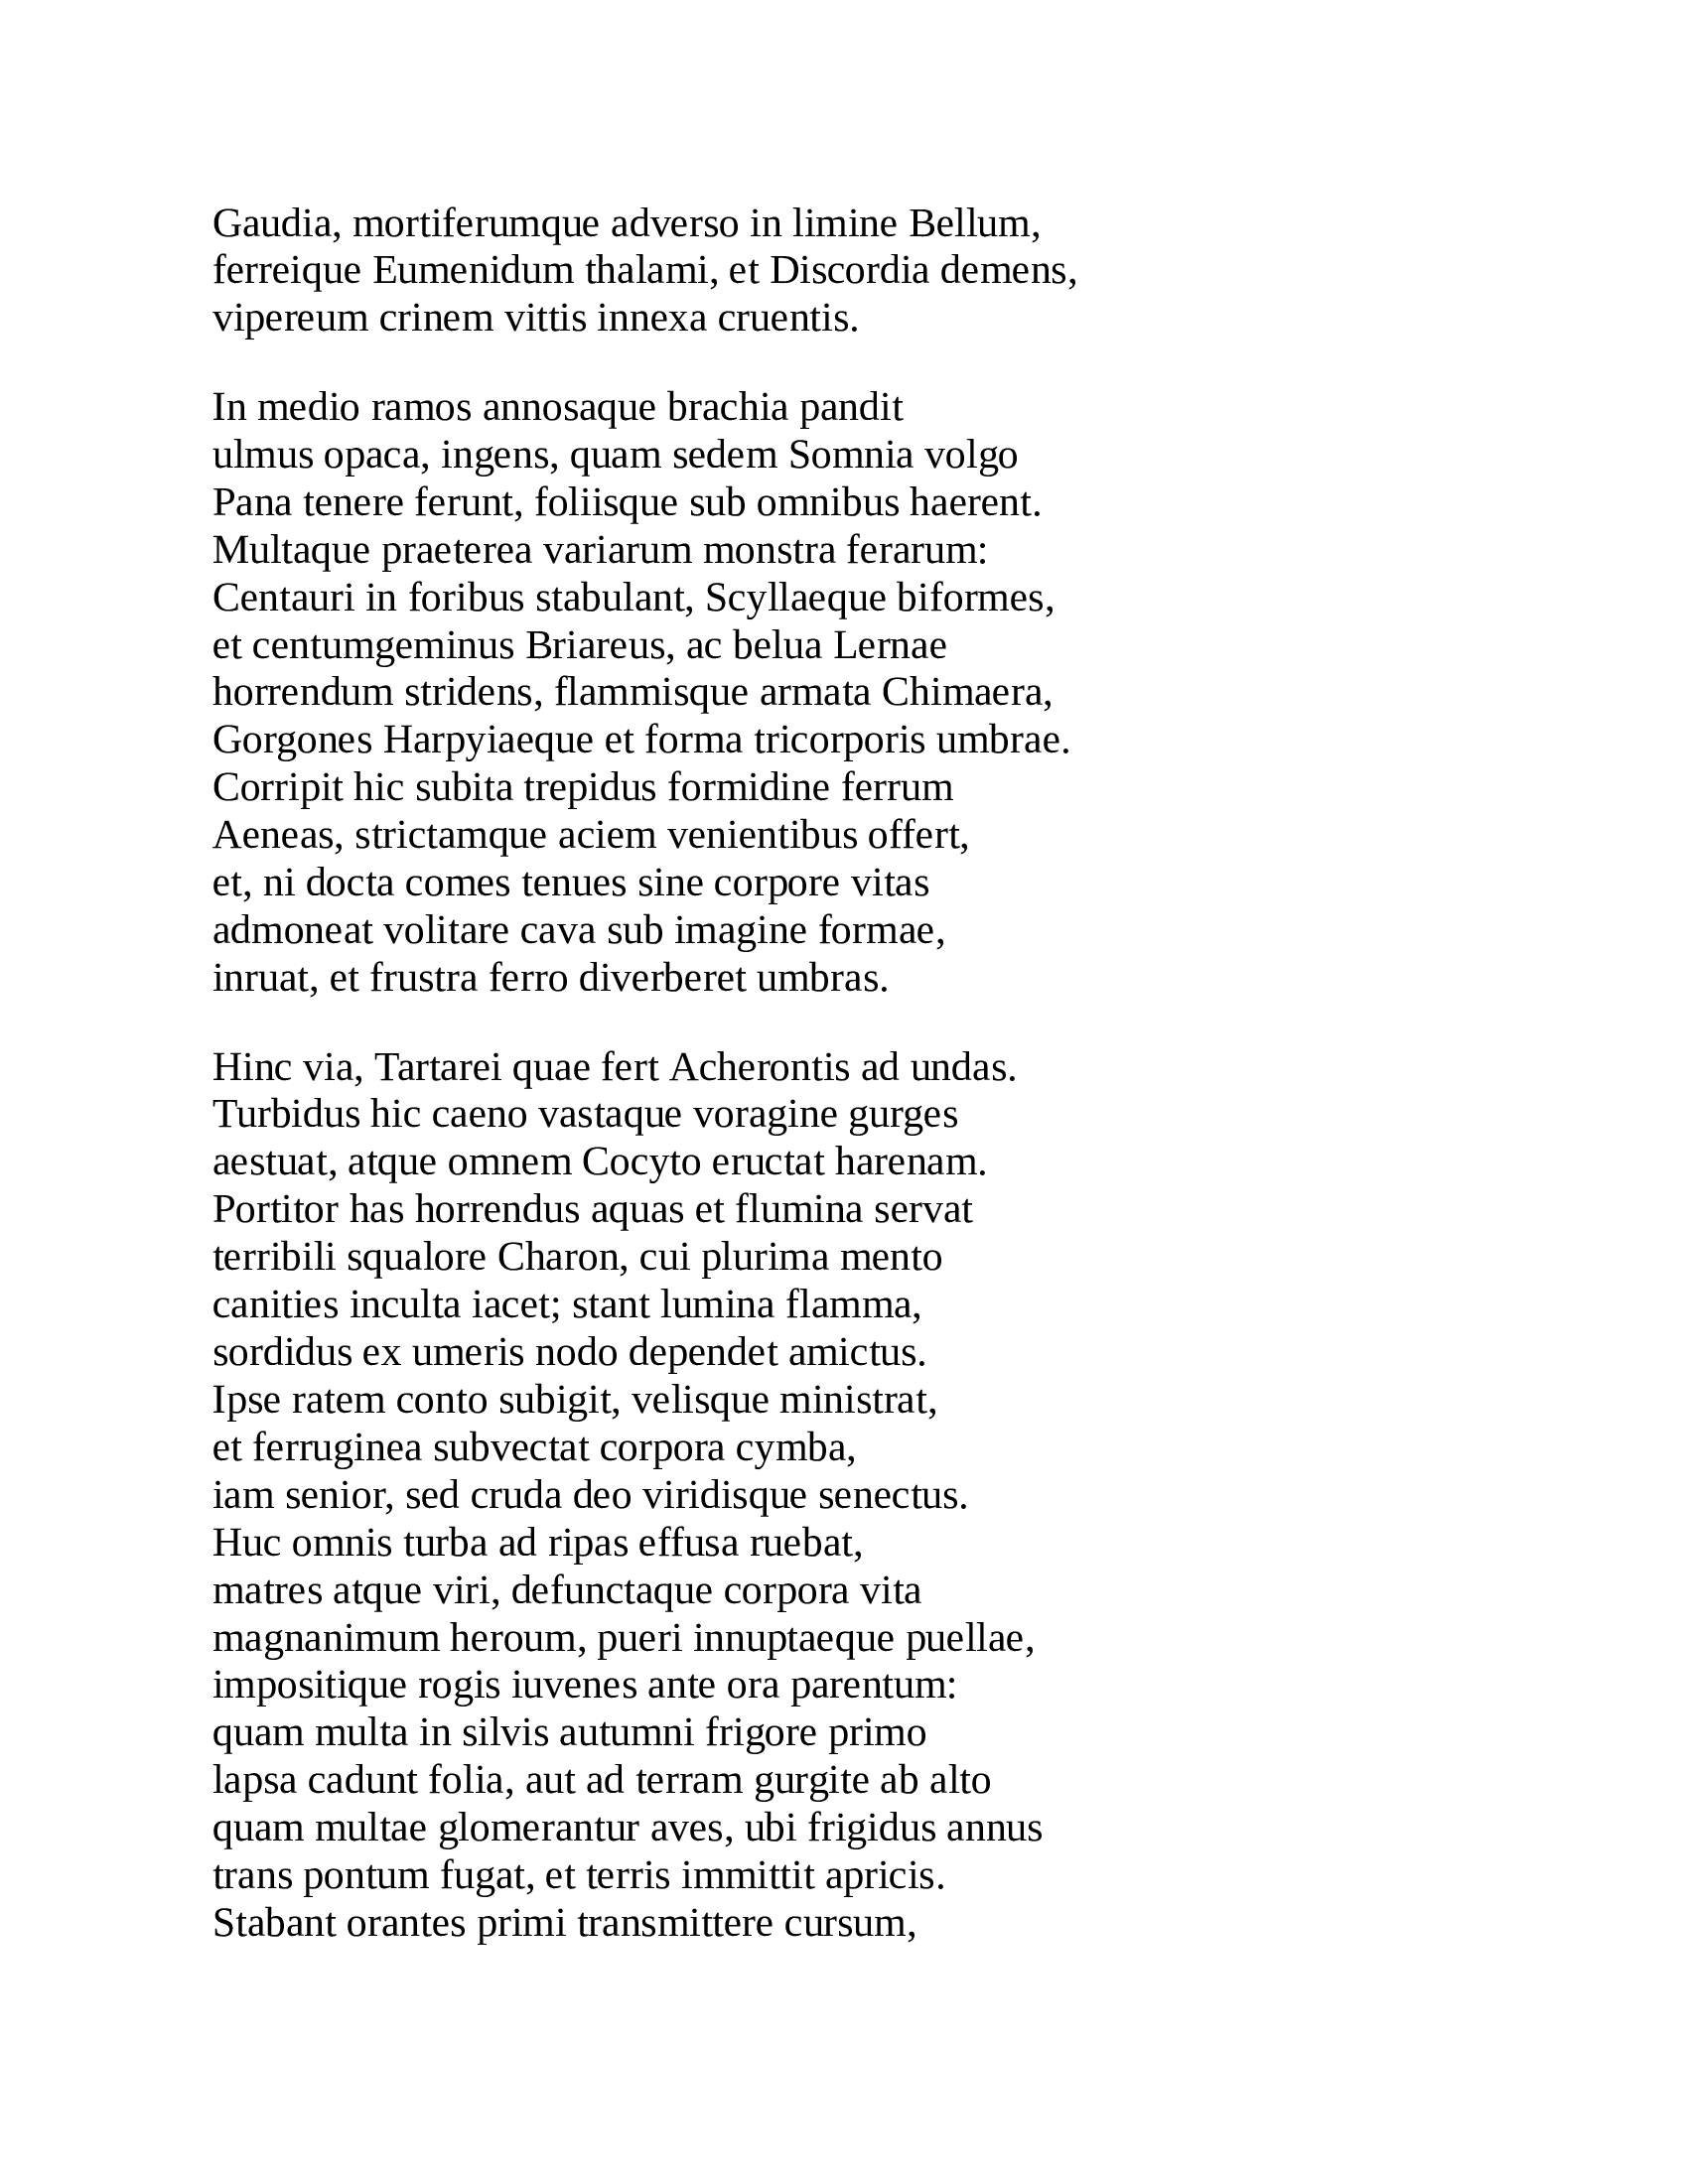 Gaudia, mortiferumque adverso in limine Bellum,
ferreique Eumenidum thalami, et Discordia demens,
vipereum crinem vittis innexa cruentis.
In medio ramos annosaque brachia pandit
ulmus opaca, ingens, quam sedem Somnia volgo
Pana tenere ferunt, foliisque sub omnibus haerent.
Multaque praeterea variarum monstra ferarum:
Centauri in foribus stabulant, Scyllaeque biformes,
et centumgeminus Briareus, ac belua Lernae
horrendum stridens, flammisque armata Chimaera,
Gorgones Harpyiaeque et forma tricorporis umbrae.
Corripit hic subita trepidus formidine ferrum
Aeneas, strictamque aciem venientibus offert,
et, ni docta comes tenues sine corpore vitas
admoneat volitare cava sub imagine formae,
inruat, et frustra ferro diverberet umbras.
Hinc via, Tartarei quae fert Acherontis ad undas.
Turbidus hic caeno vastaque voragine gurges
aestuat, atque omnem Cocyto eructat harenam.
Portitor has horrendus aquas et flumina servat
terribili squalore Charon, cui plurima mento
canities inculta iacet; stant lumina flamma,
sordidus ex umeris nodo dependet amictus.
Ipse ratem conto subigit, velisque ministrat,
et ferruginea subvectat corpora cymba,
iam senior, sed cruda deo viridisque senectus.
Huc omnis turba ad ripas effusa ruebat,
matres atque viri, defunctaque corpora vita
magnanimum heroum, pueri innuptaeque puellae,
impositique rogis iuvenes ante ora parentum:
quam multa in silvis autumni frigore primo
lapsa cadunt folia, aut ad terram gurgite ab alto
quam multae glomerantur aves, ubi frigidus annus
trans pontum fugat, et terris immittit apricis.
Stabant orantes primi transmittere cursum,